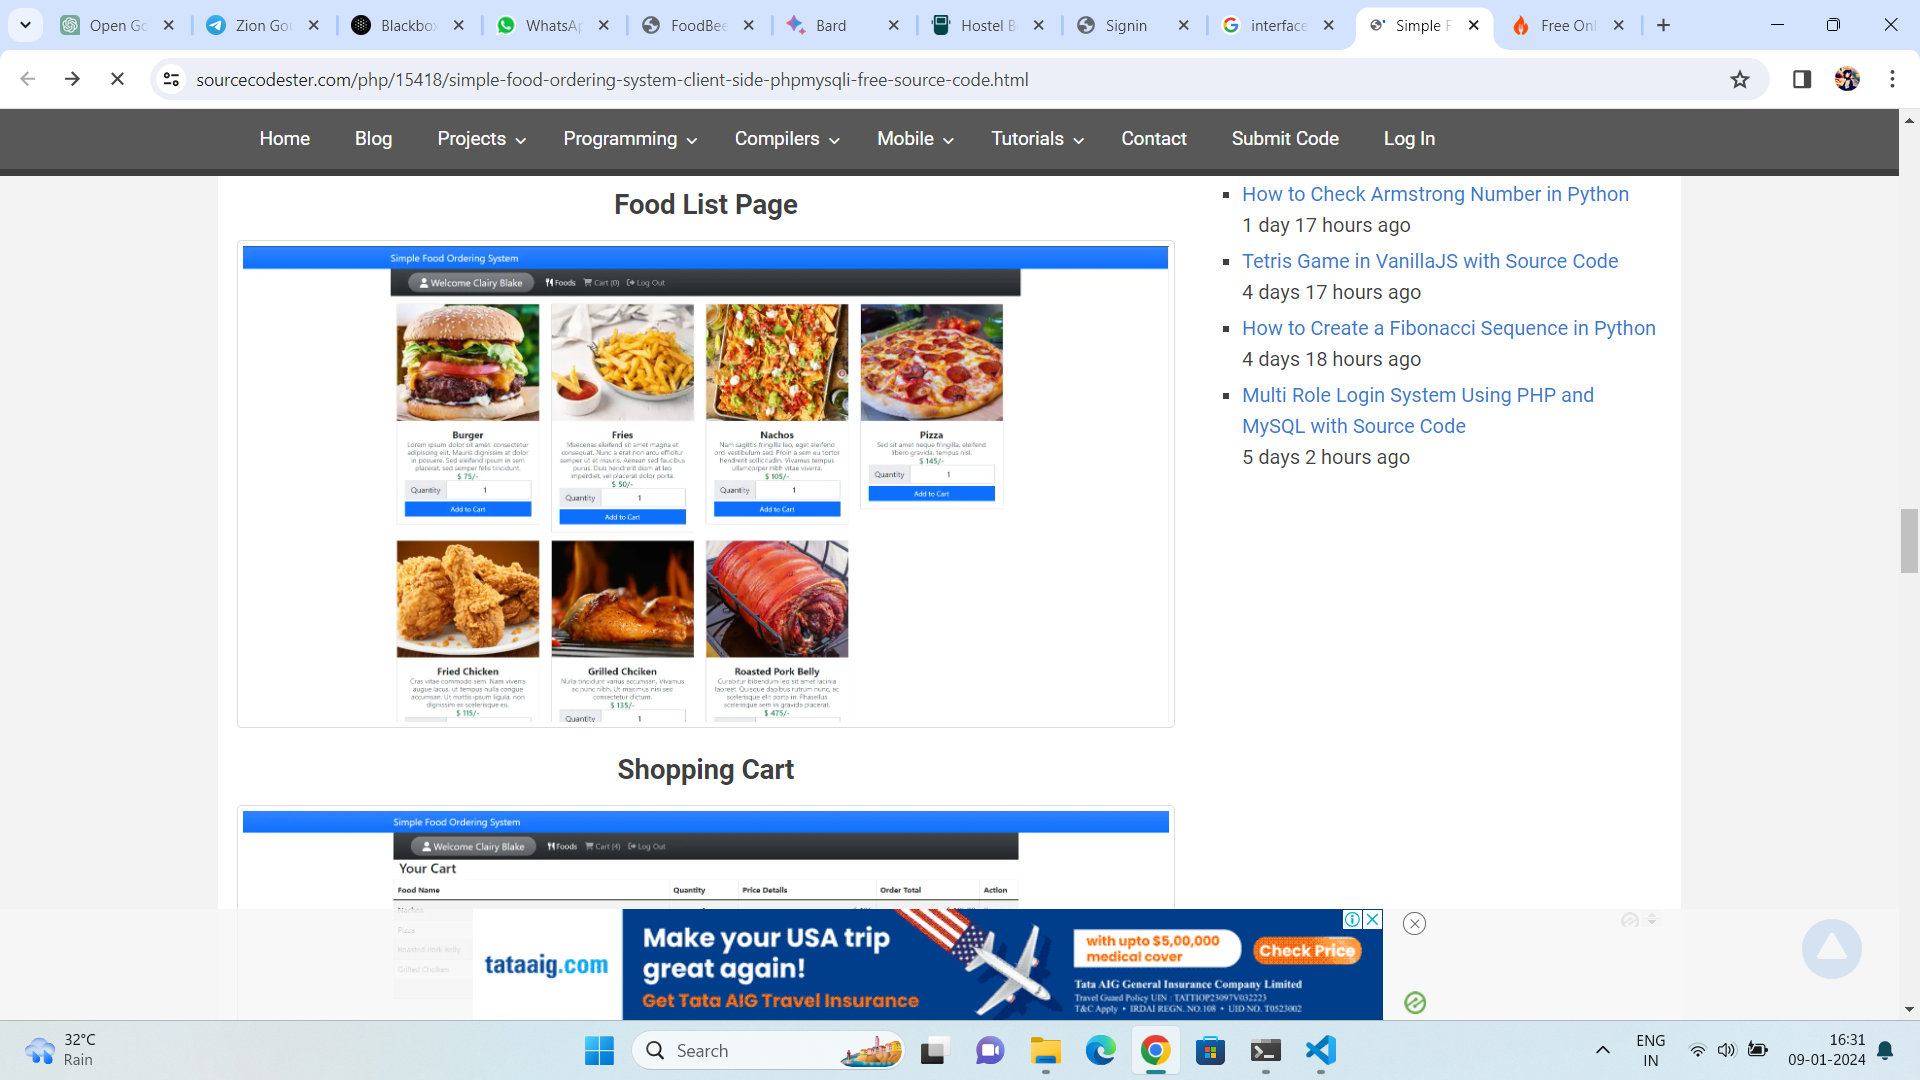 Open Go
Zion Gou
Blackbox
WhatsAp
FoodBee
Bard
Hostel B
Signin
interface
Simple F
Free Onl
sourcecodester.com/php/15418/simple-food-ordering-system-client-side-phpmysqli-free-source-code.html
Home Blog Projects Programming Compilers Mobile Tutorials Contact Submit Code Log In
Food List Page
Simple Food Ordering System
Welcome Clairy Blake Foods Cart (0) Log Out
Burger
Lorem ipsum dolor sit amet, consectetur
adipiscing elit. Mauris dignissim at dolor
in posuere. Sed eleifend ipsum in sem
placerat, sed semper felis tincidunt.
$ 75/-
Quantity 1
Add to Cart
Fries
Maecenas eleifend sit amet magna et
consequat. Nunc a erat non arcu efficitur
semper ut et mauris. Aenean sed faucibus
purus. Duis hendrerit diam at leo
imperdiet, vel placerat dolor porta.
$ 50/-
Quantity 1
Add to Cart
Nachos
Nam sagittis fringilla leo, eget eleifend
orci vestibulum sed. Proin a sem eu tortor
hendrerit sollicitudin. Vivamus tempus
ullamcorper nibh vitae viverra.
$ 105/-
Quantity 1
Add to Cart
Pizza
Sed sit amet neque fringilla, eleifend
libero gravida, tempus nisl.
$ 145/-
Quantity 1
Add to Cart
Fried Chicken
Cras vitae commodo sem. Nam viverra
augue lacus, ut tempus nulla congue
accumsan. Ut mattis ipsum ligula, non
dignissim ex scelerisque eu.
$ 115/-
Grilled Chciken
Nulla tincidunt varius accumsan. Vivamus
ac nunc nibh. Ut maximus nisi sed
consectetur dictum.
$ 135/-
Quantity 1
Roasted Pork Belly
Curabitur bibendum leo sit amet lacinia
laoreet. Quisque dapibus rutrum nunc, ac
scelerisque elit porta in. Phasellus
scelerisque sem in gravida placerat.
$ 475/-
Shopping Cart
Simple Food Ordering System
Welcome Clairy Blake Foods Cart (4) Log Out
Your Cart
Food Name Quantity Price Details Order Total Action
Nachos
Pizza
Roasted Pork Belly
Grilled Chciken
How to Check Armstrong Number in Python
1 day 17 hours ago
Tetris Game in VanillaJS with Source Code
4 days 17 hours ago
How to Create a Fibonacci Sequence in Python
4 days 18 hours ago
Multi Role Login System Using PHP and
MySQL with Source Code
5 days 2 hours ago
tataaig.com
Make your USA trip
great again!
Get Tata AIG Travel Insurance
with upto $5,00,000
medical cover
Check Price
Tata AIG General Insurance Company Limited
Travel Guard Policy UIN : TATTIOP23097V032223
T&C Apply • IRDAI REGN. NO.108 • UID NO. T0523002
32°C
Rain
Search
ENG
IN
16:31
09-01-2024